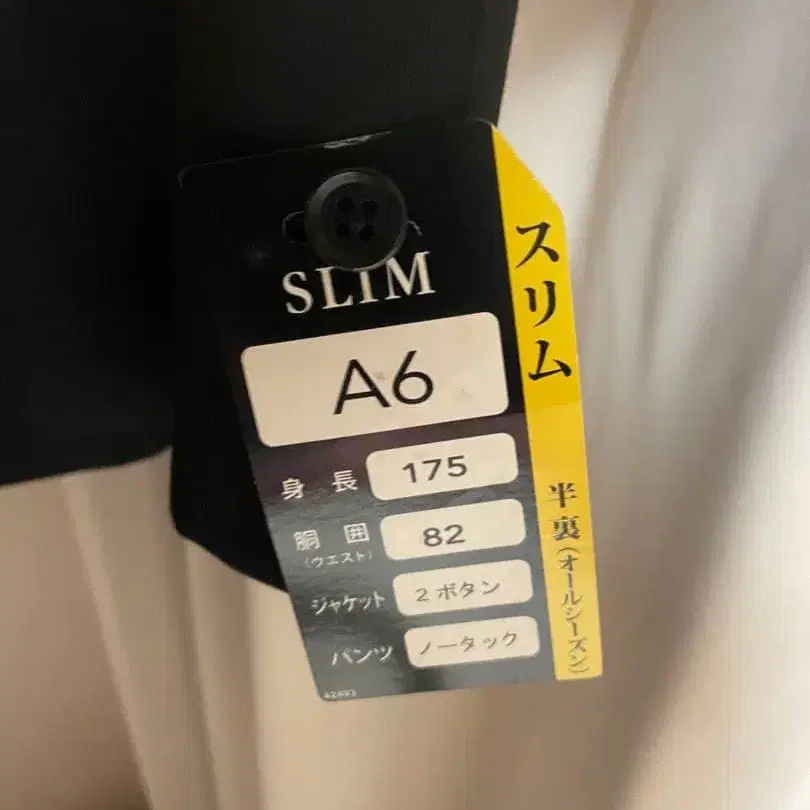 SLIM
A6
身長 175
胴囲 82
(ウエスト)
ジャケット 2ボタン
パンツ ノータック
42493
スリム
半裏(オールシーズン)